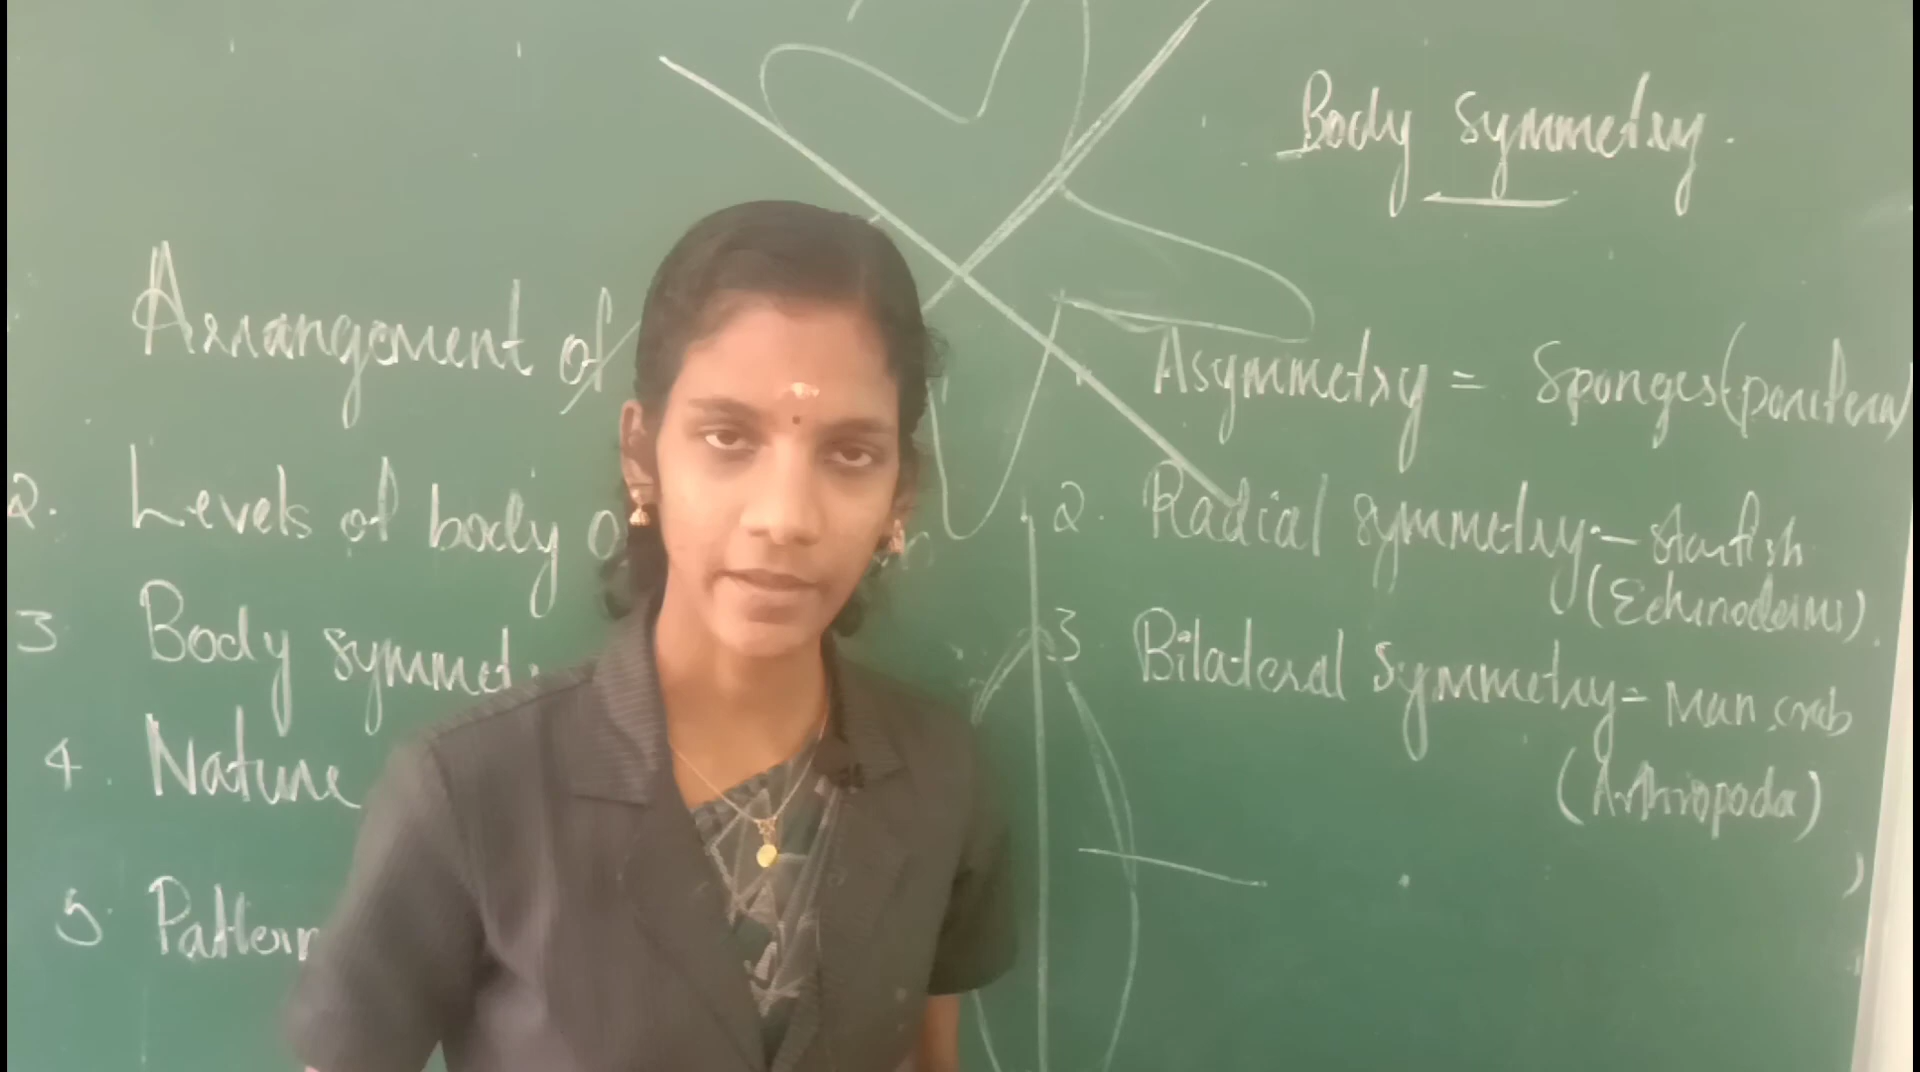 Body Symmetry.
Arrangement of
2. Levels of body o
3 Body symmet
4. Nature
5. Pattern
Asymmetry = Sponges (porifera)
2. Radial symmetry:- starfish
(Echinoderms).
3. Bilateral Symmetry = Man, crab
(Arthropoda)